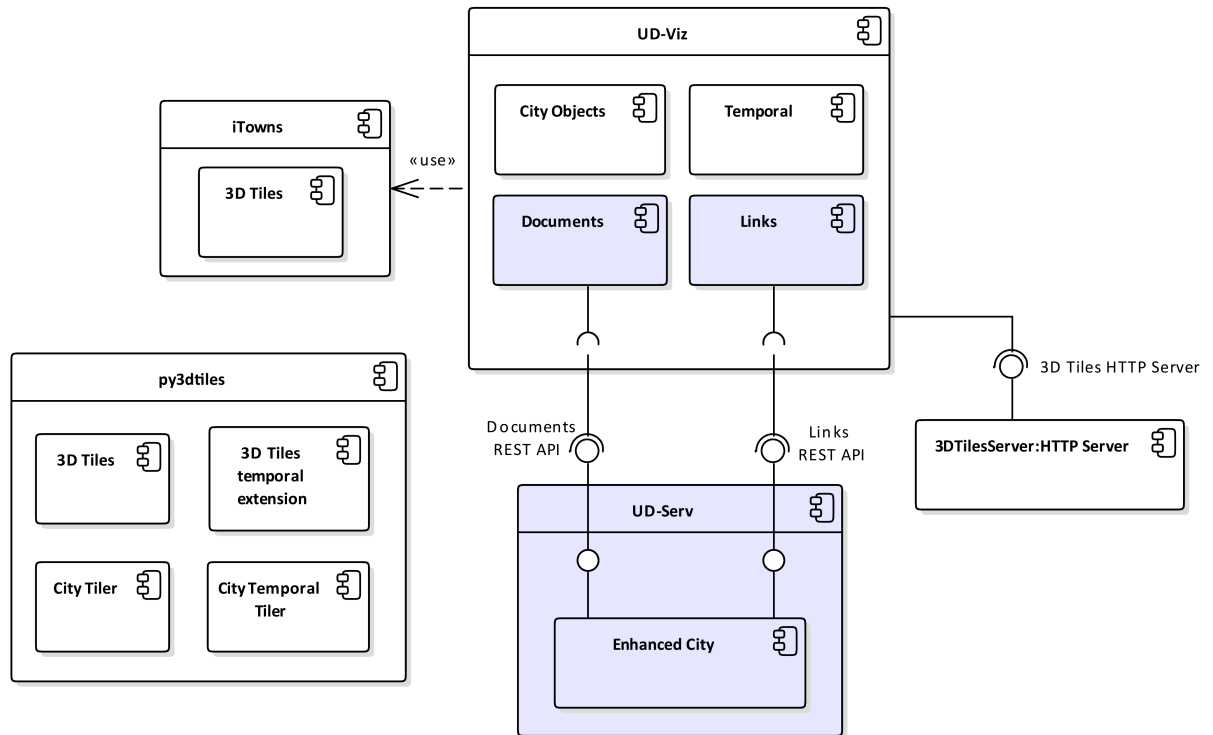 UD-Viz
City Objects
Temporal
iTowns
«use»
3D Tiles
Documents
Links
3D Tiles HTTP Server
py3dtiles
Documents
REST API
Links
REST API
3DTilesServer:HTTP Server
3D Tiles
3D Tiles
temporal
extension
UD-Serv
City Tiler
City Temporal
Tiler
Enhanced City